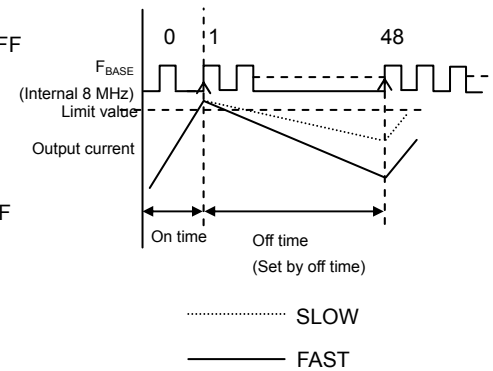 FF
0 1 48
FBASE
(Internal 8 MHz)
Limit value
Output current
F
On time
Off time
(Set by off time)
SLOW
FAST